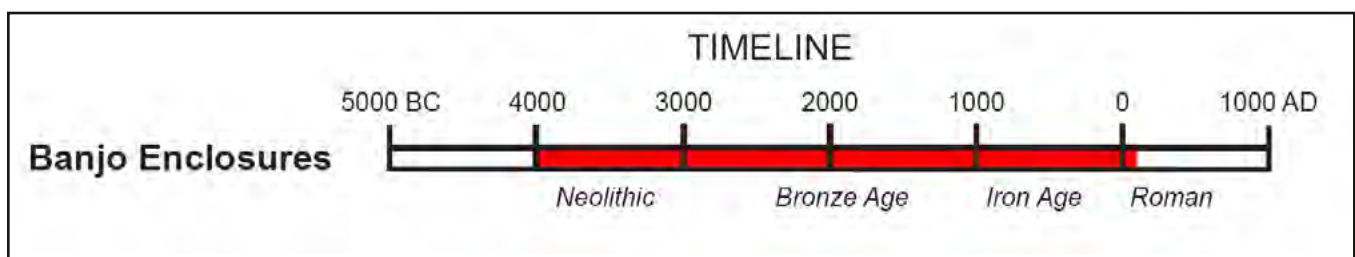 TIMELINE
5000 BC 4000 3000 2000 1000 0 1000 AD
Banjo Enclosures
Neolithic Bronze Age Iron Age Roman